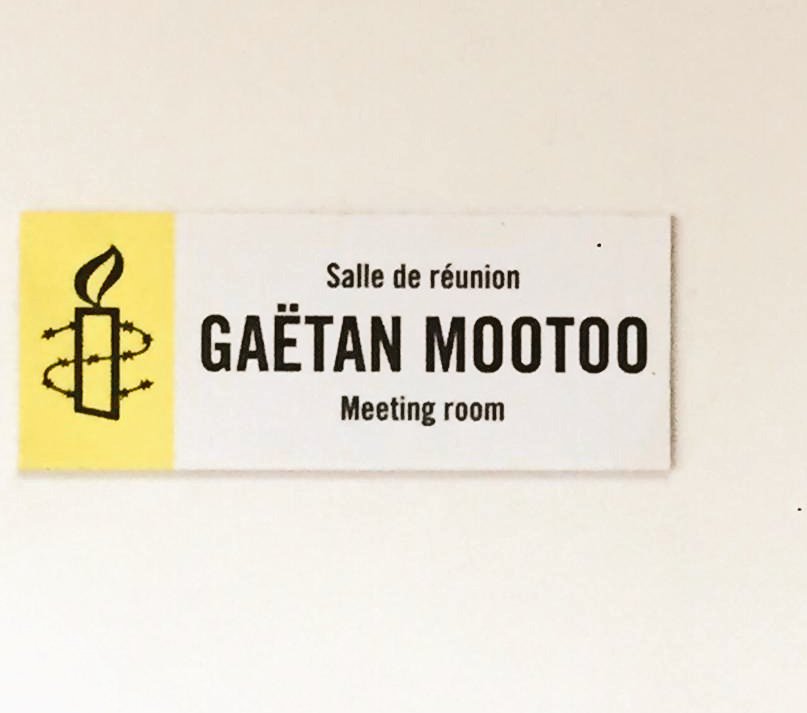 Salle de réunion
GAËTAN MOOTOO
Meeting room